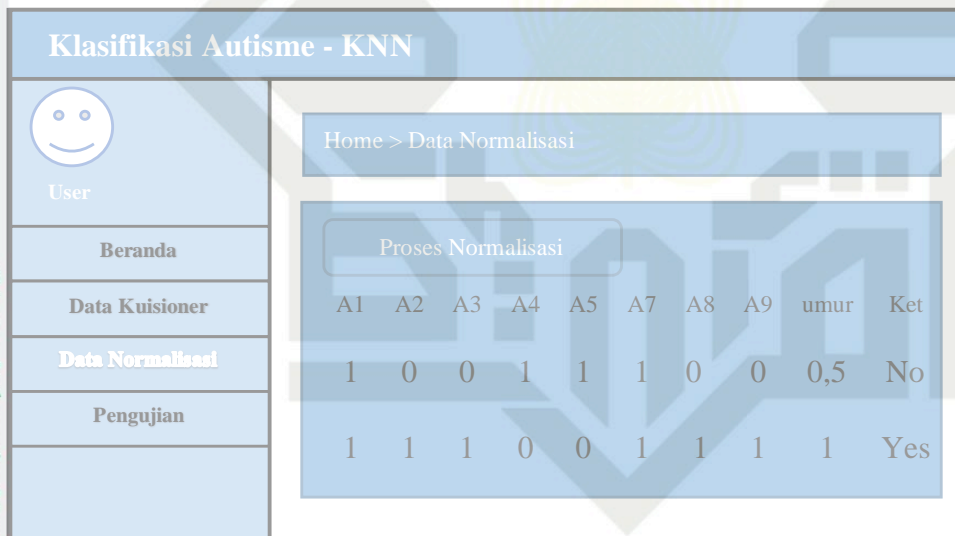 Klasifikasi Autisme - KNN
User
Beranda
Data Kuisioner
Data Normalisasi
Pengujian
Home > Data Normalisasi
Proses Normalisasi
A1 A2 A3 A4 A5 A7 A8 A9 umur Ket
1 0 0 1 1 1 0 0 0,5 No
1 1 1 0 0 1 1 1 1 Yes